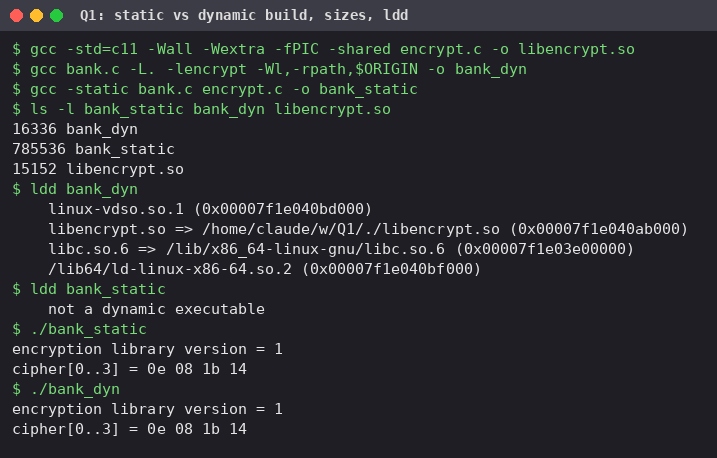 Q1: static vs dynamic build, sizes, ldd
$ gcc -std=c11 -Wall -Wextra -fPIC -shared encrypt.c -o libencrypt.so
$ gcc bank.c -L. -lencrypt -Wl,-rpath,$ORIGIN -o bank_dyn
$ gcc -static bank.c encrypt.c -o bank_static
$ ls -l bank_static bank_dyn libencrypt.so
16336 bank_dyn
785536 bank_static
15152 libencrypt.so
$ ldd bank_dyn
    linux-vdso.so.1 (0x00007f1e040bd000)
    libencrypt.so => /home/claude/w/Q1/./libencrypt.so (0x00007f1e040ab000)
    libc.so.6 => /lib/x86_64-linux-gnu/libc.so.6 (0x00007f1e03e00000)
    /lib64/ld-linux-x86-64.so.2 (0x00007f1e040bf000)
$ ldd bank_static
    not a dynamic executable
$ ./bank_static
encryption library version = 1
cipher[0..3] = 0e 08 1b 14
$ ./bank_dyn
encryption library version = 1
cipher[0..3] = 0e 08 1b 14